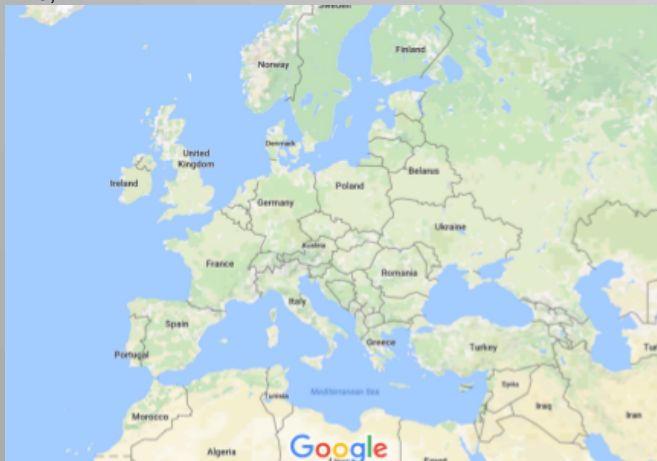 Sweden
Finland
Norway
Denmark
United
Kingdom
Ireland
Belarus
Poland
Germany
Ukraine
Austria
France
Romania
Italy
Spain
Portugal
Greece
Turkey
Syria
Mediterranean Sea
Tunisia
Iraq
Iran
Morocco
Algeria
Google